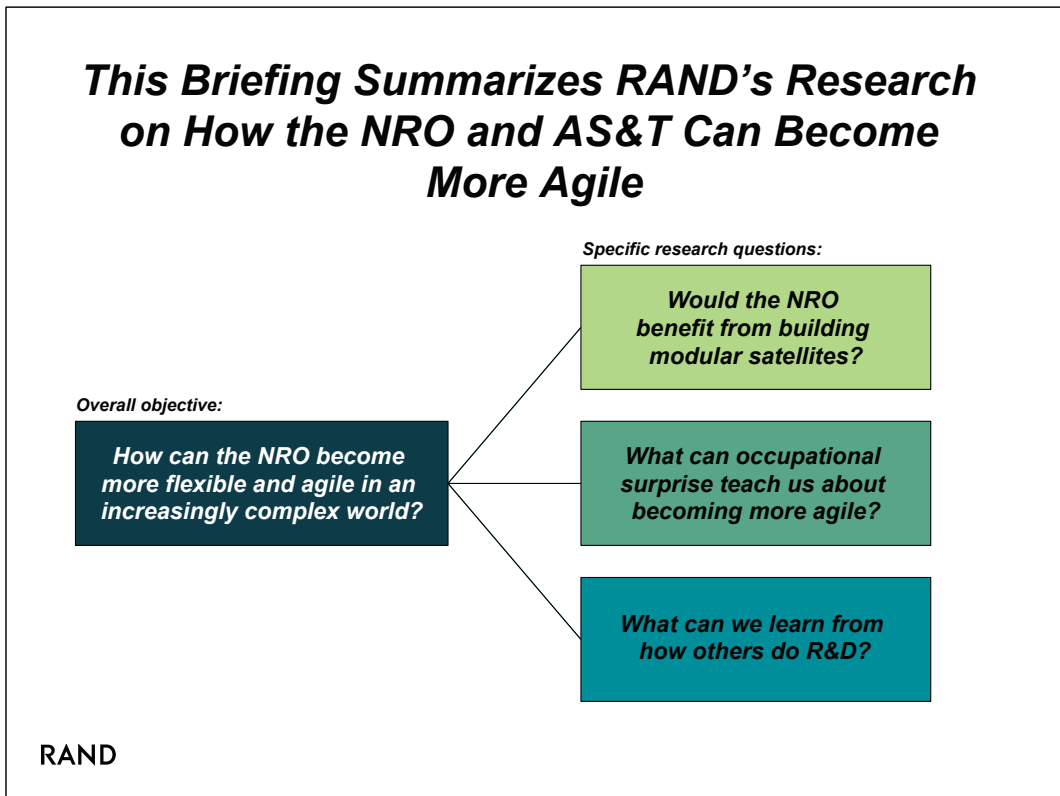 This Briefing Summarizes RAND's Research
on How the NRO and AS&T Can Become
More Agile
Specific research questions:
Would the NRO
benefit from building
modular satellites?
Overall objective:
How can the NRO become
more flexible and agile in an
increasingly complex world?
What can occupational
surprise teach us about
becoming more agile?
What can we learn from
how others do R&D?
RAND